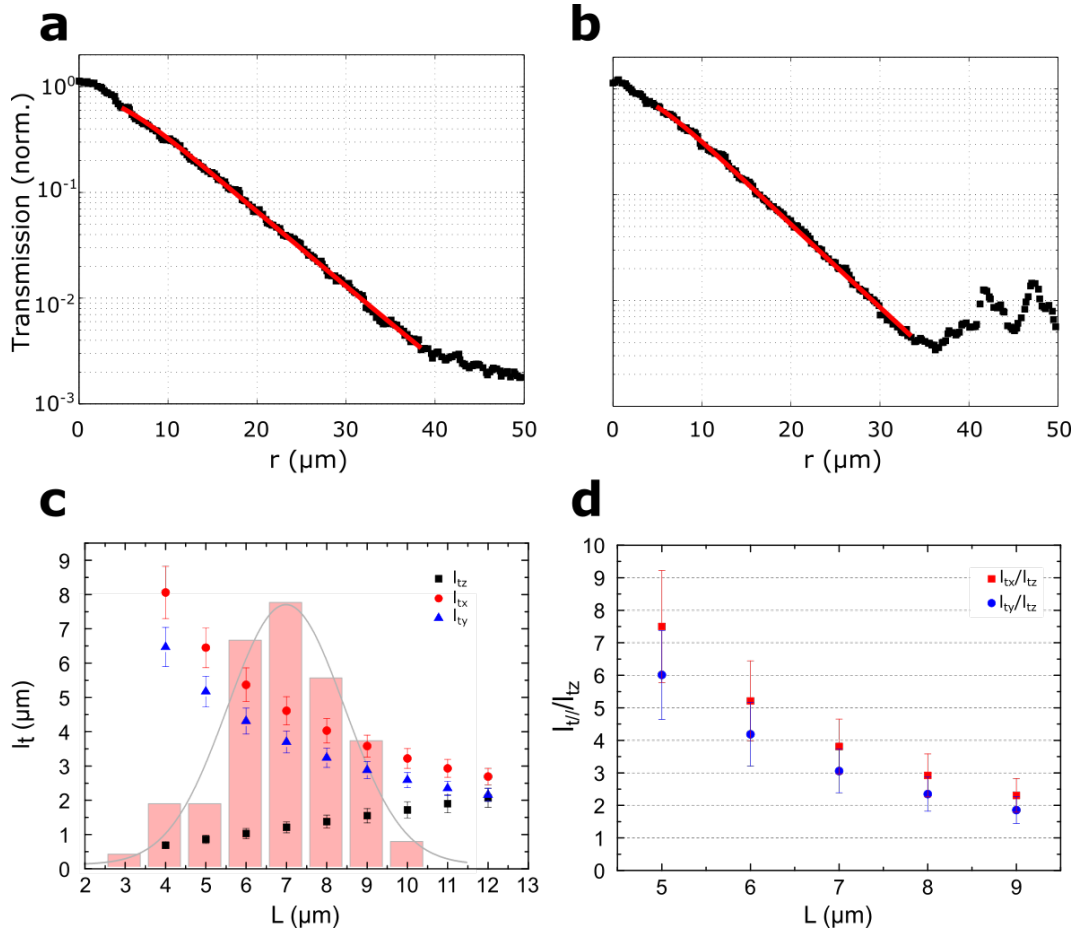 a
b
Transmission (norm.)
10^0
10^-1
10^-2
10^-3
0 10 20 30 40 50
r (μm)
0 10 20 30 40 50
r (μm)
c
d
l_t (μm)
9
8
7
6
5
4
3
2
1
0
l_tz
l_tx
l_ty
2 3 4 5 6 7 8 9 10 11 12 13
L (μm)
l_t///l_tz
10
9
8
7
6
5
4
3
2
1
0
l_tx/l_tz
l_ty/l_tz
5 6 7 8 9
L (μm)